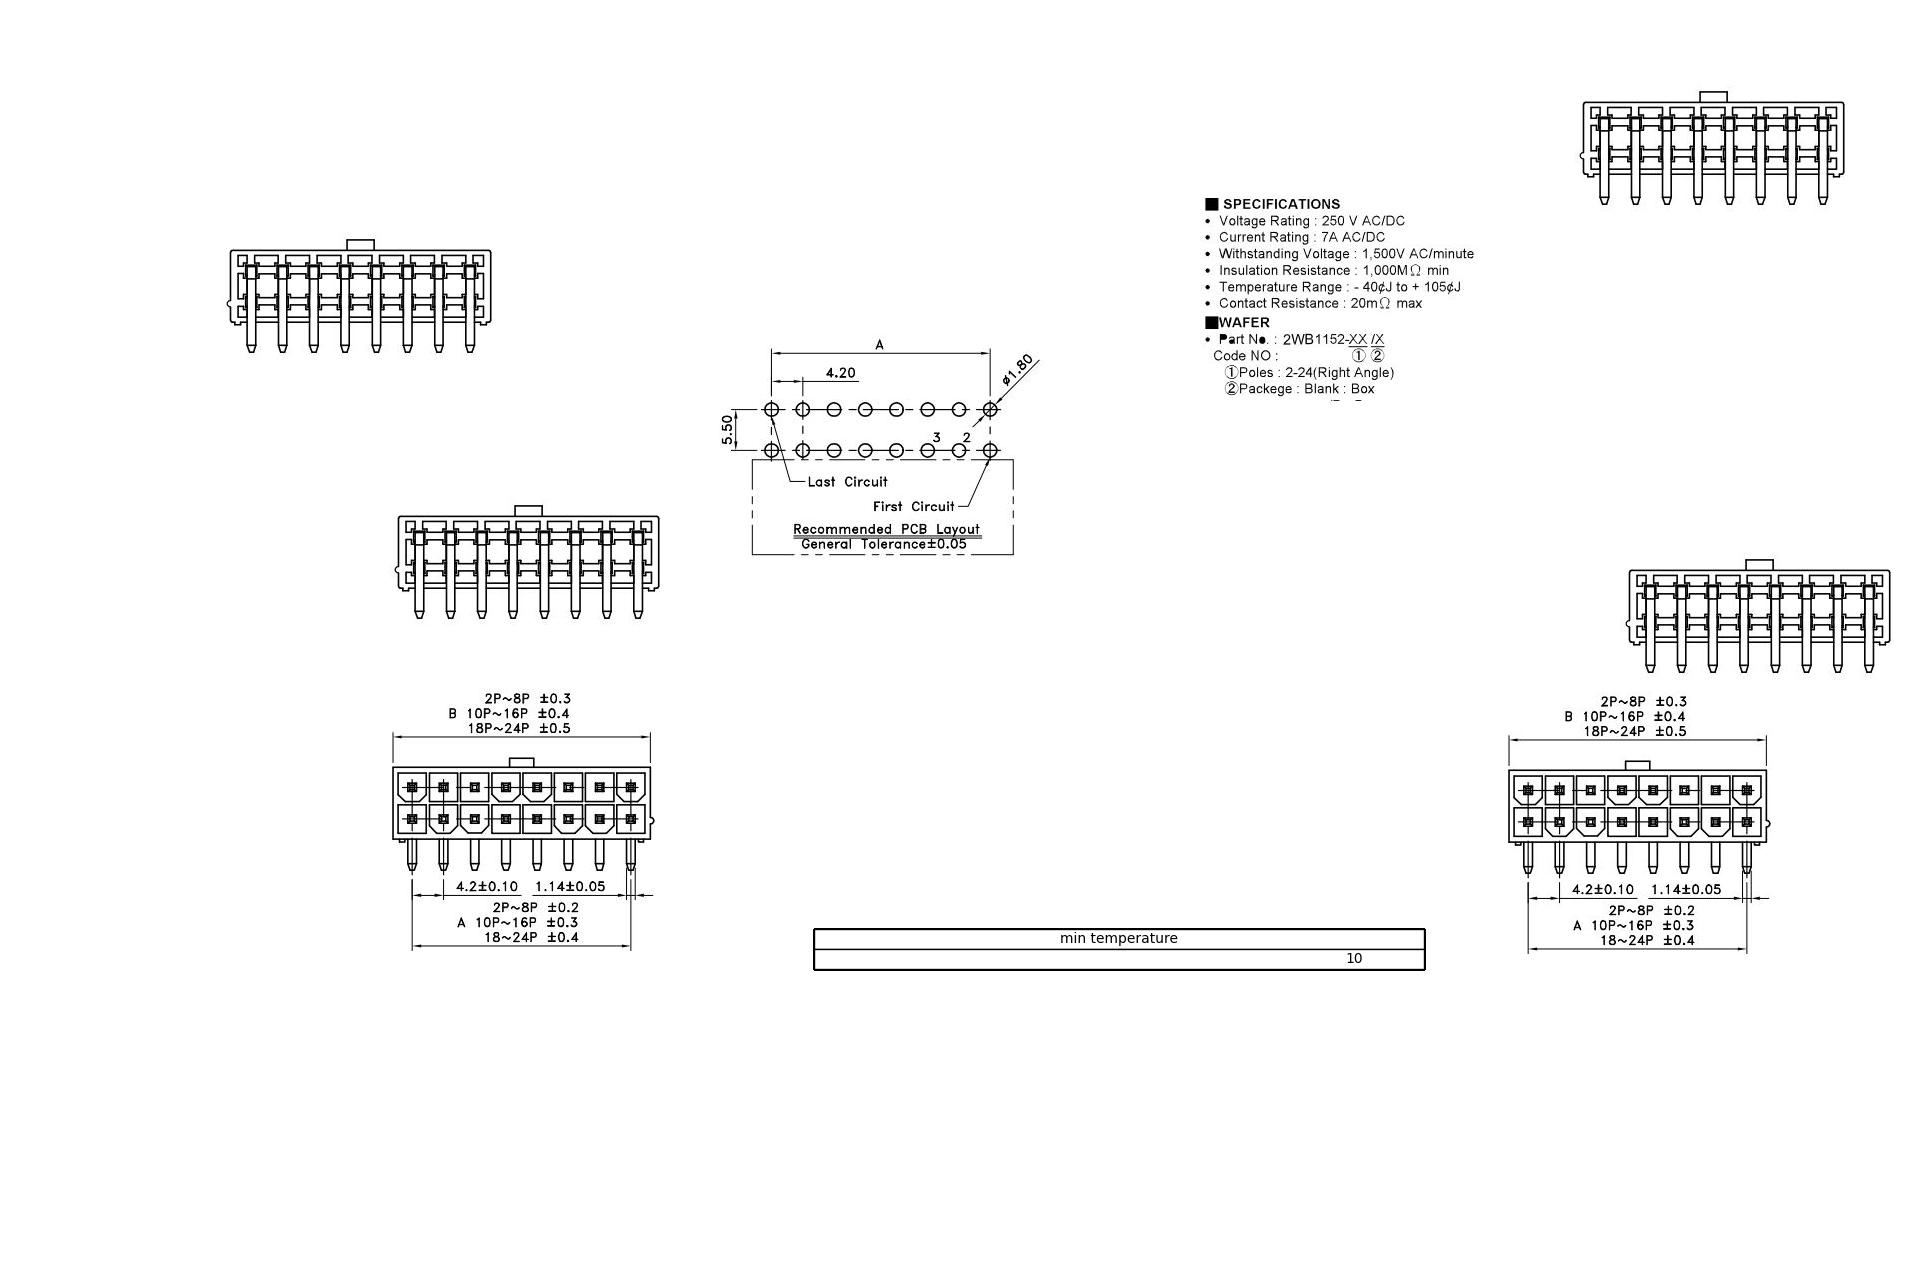 ■ SPECIFICATIONS
• Voltage Rating : 250 V AC/DC
• Current Rating : 7A AC/DC
• Withstanding Voltage : 1,500V AC/minute
• Insulation Resistance : 1,000MΩ min
• Temperature Range : - 40¢J to + 105¢J
• Contact Resistance : 20mΩ max
■WAFER
• Part No. : 2WB1152-XX /X
Code NO : ① ②
①Poles : 2-24(Right Angle)
②Packege : Blank : Box
A
4.20
ø1.80
5.50
3 2
Last Circuit
First Circuit
Recommended PCB Layout
General Tolerance±0.05
2P~8P ±0.3
B 10P~16P ±0.4
18P~24P ±0.5
4.2±0.10 1.14±0.05
2P~8P ±0.2
A 10P~16P ±0.3
18~24P ±0.4
2P~8P ±0.3
B 10P~16P ±0.4
18P~24P ±0.5
4.2±0.10 1.14±0.05
2P~8P ±0.2
A 10P~16P ±0.3
18~24P ±0.4
min temperature
10